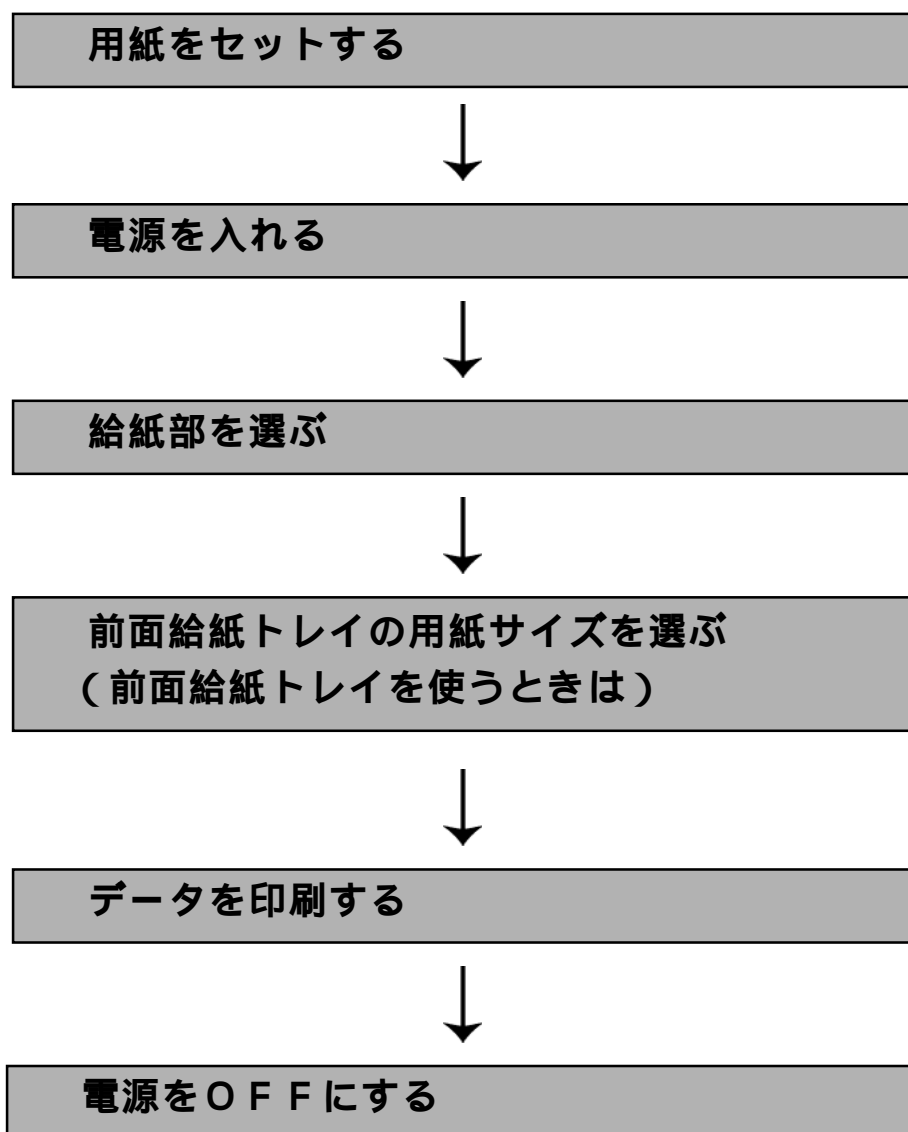 用紙をセットする
電源を入れる
給紙部を選ぶ
前面給紙トレイの用紙サイズを選ぶ
(前面給紙トレイを使うときは)
データを印刷する
電源をOFFにする